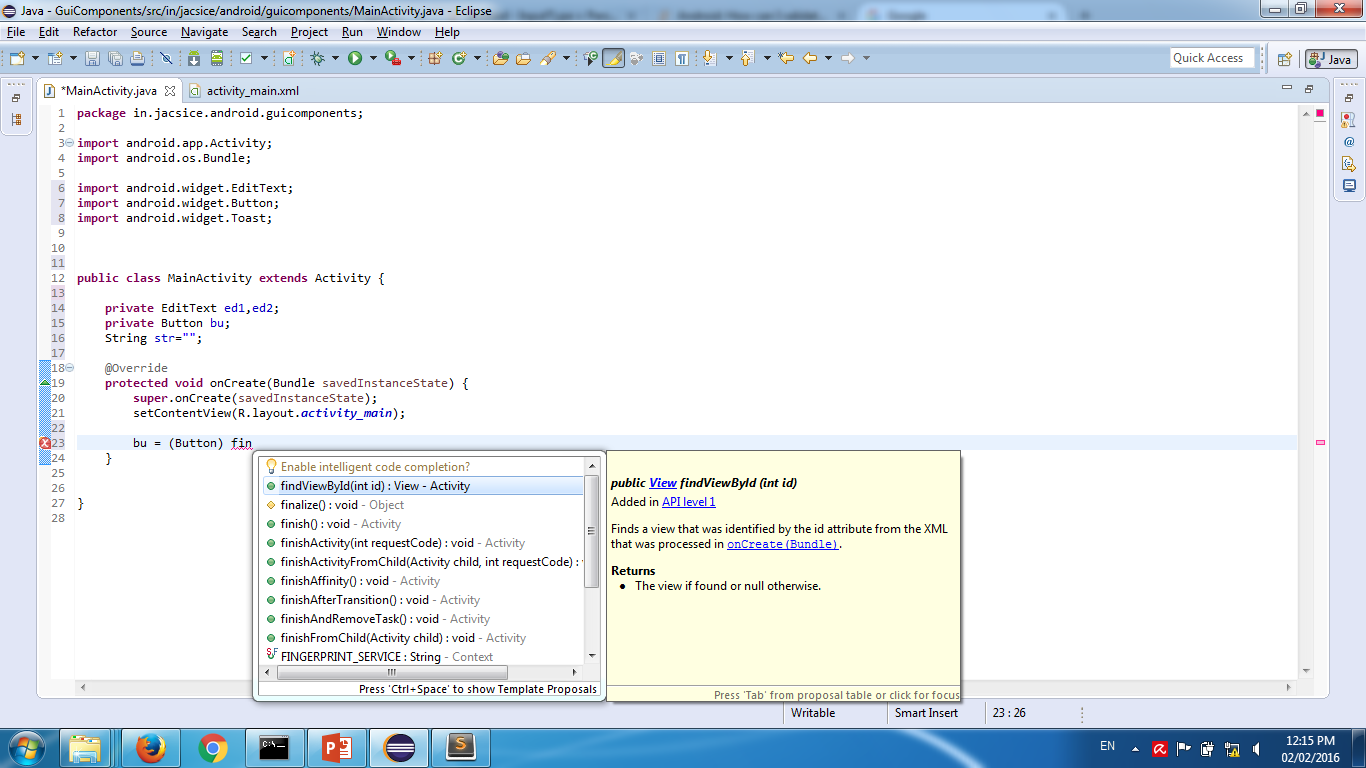 Java - GuiComponents/src/in/jacsice/android/guicomponents/MainActivity.java - Eclipse
File Edit Refactor Source Navigate Search Project Run Window Help
Quick Access
Java
*MainActivity.java
activity_main.xml
1 package in.jacsice.android.guicomponents;
2
3 import android.app.Activity;
4 import android.os.Bundle;
5
6 import android.widget.EditText;
7 import android.widget.Button;
8 import android.widget.Toast;
9
10
11
12 public class MainActivity extends Activity {
13
14 private EditText ed1,ed2;
15 private Button bu;
16 String str="";
17
18 @Override
19 protected void onCreate(Bundle savedInstanceState) {
20 super.onCreate(savedInstanceState);
21 setContentView(R.layout.activity_main);
22
23 bu = (Button) fin
24 }
25
26
27 }
28
Enable intelligent code completion?
findViewById(int id) : View - Activity
finalize() : void - Object
finish() : void - Activity
finishActivity(int requestCode) : void - Activity
finishActivityFromChild(Activity child, int requestCode) :
finishAffinity() : void - Activity
finishAfterTransition() : void - Activity
finishAndRemoveTask() : void - Activity
finishFromChild(Activity child) : void - Activity
FINGERPRINT_SERVICE : String - Context
Press 'Ctrl+Space' to show Template Proposals
public View findViewById (int id)
Added in API level 1
Finds a view that was identified by the id attribute from the XML
that was processed in onCreate(Bundle).
Returns
• The view if found or null otherwise.
Press 'Tab' from proposal table or click for focus
Writable
Smart Insert
23 : 26
EN
12:15 PM
02/02/2016